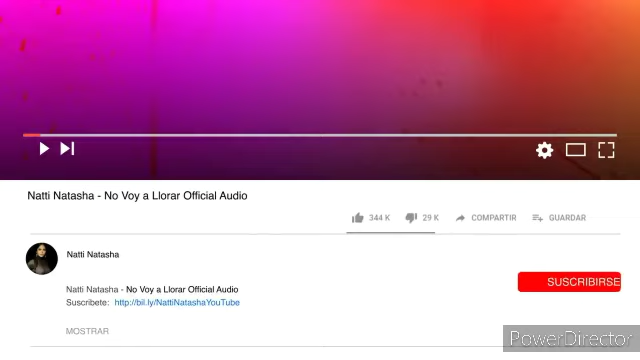 Natti Natasha - No Voy a Llorar Official Audio
344 K 29 K COMPARTIR GUARDAR
Natti Natasha
Natti Natasha - No Voy a Llorar Official Audio
SUSCRIBIRSE
Suscribete: http://bil.ly/NattiNatashaYouTube
MOSTRAR
PowerDirector